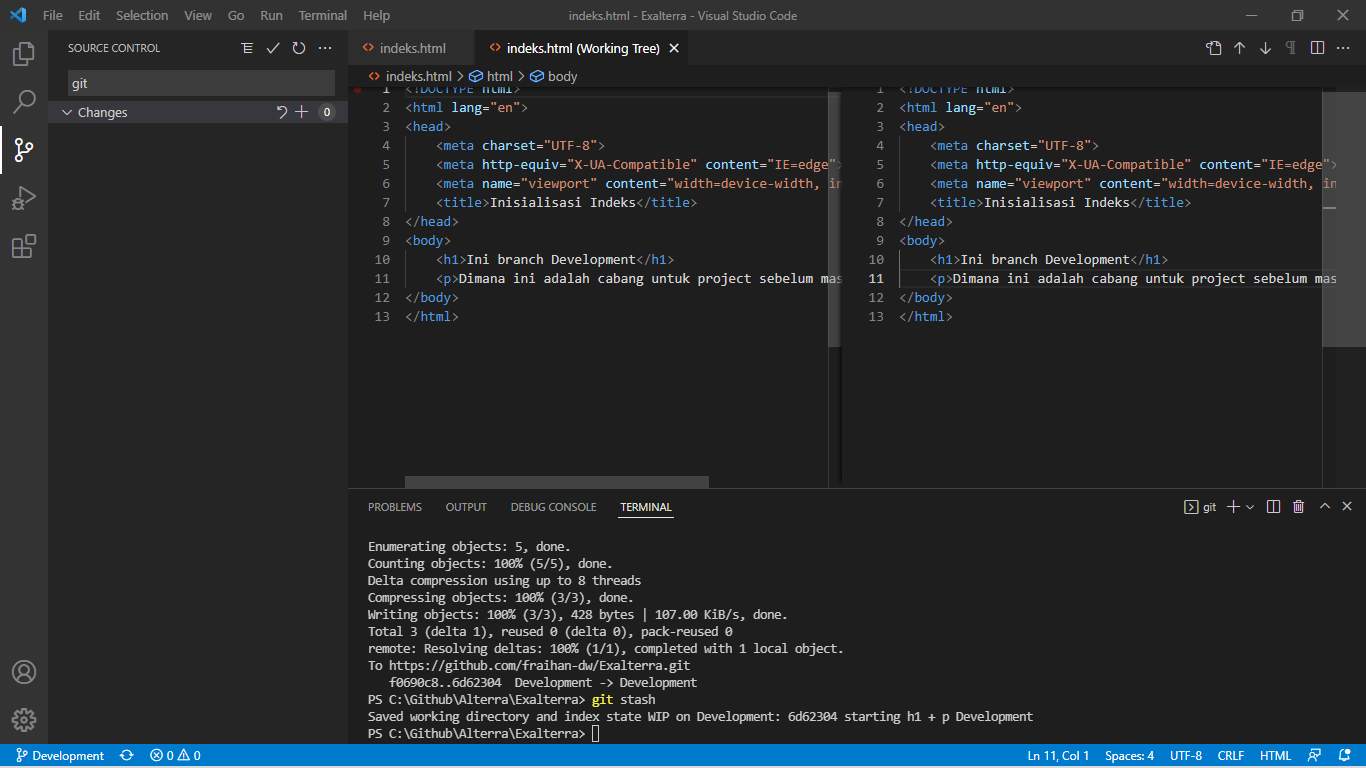 File Edit Selection View Go Run Terminal Help indeks.html - Exalterra - Visual Studio Code
SOURCE CONTROL
git
Changes 0
indeks.html indeks.html (Working Tree)
indeks.html > html > body
1 <!DOCTYPE html>
2 <html lang="en">
3 <head>
4 <meta charset="UTF-8">
5 <meta http-equiv="X-UA-Compatible" content="IE=edge">
6 <meta name="viewport" content="width=device-width, in
7 <title>Inisialisasi Indeks</title>
8 </head>
9 <body>
10 <h1>Ini branch Development</h1>
11 <p>Dimana ini adalah cabang untuk project sebelum mas
12 </body>
13 </html>
1 <!DOCTYPE html>
2 <html lang="en">
3 <head>
4 <meta charset="UTF-8">
5 <meta http-equiv="X-UA-Compatible" content="IE=edge">
6 <meta name="viewport" content="width=device-width, in
7 <title>Inisialisasi Indeks</title>
8 </head>
9 <body>
10 <h1>Ini branch Development</h1>
11 <p>Dimana ini adalah cabang untuk project sebelum mas
12 </body>
13 </html>
PROBLEMS OUTPUT DEBUG CONSOLE TERMINAL git
Enumerating objects: 5, done.
Counting objects: 100% (5/5), done.
Delta compression using up to 8 threads
Compressing objects: 100% (3/3), done.
Writing objects: 100% (3/3), 428 bytes | 107.00 KiB/s, done.
Total 3 (delta 1), reused 0 (delta 0), pack-reused 0
remote: Resolving deltas: 100% (1/1), completed with 1 local object.
To https://github.com/fraihan-dw/Exalterra.git
f0690c8..6d62304 Development -> Development
PS C:\Github\Alterra\Exalterra> git stash
Saved working directory and index state WIP on Development: 6d62304 starting h1 + p Development
PS C:\Github\Alterra\Exalterra>
Development 0 0 Ln 11, Col 1 Spaces: 4 UTF-8 CRLF HTML